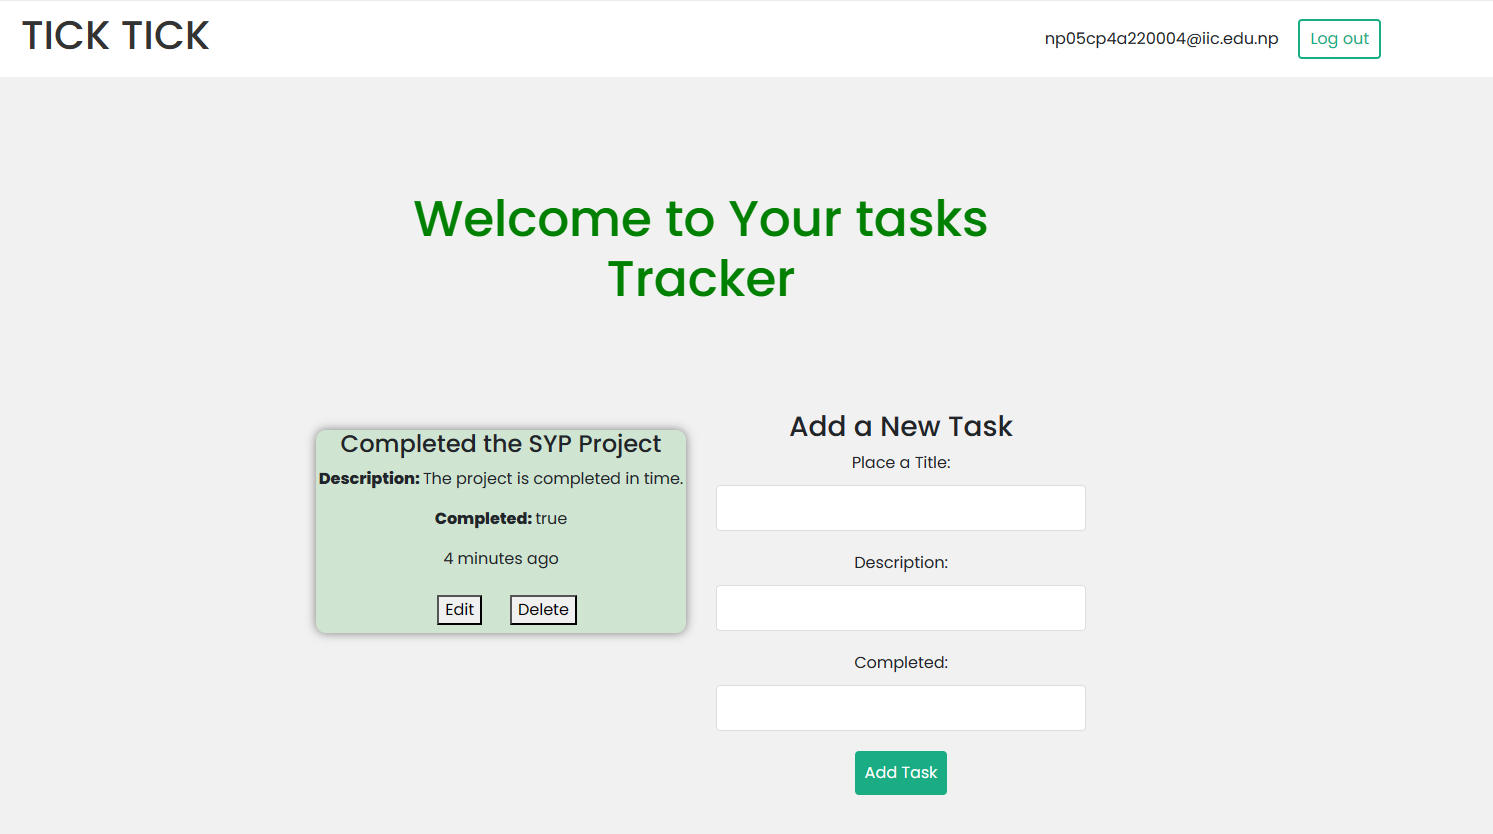 TICK TICK
np05cp4a220004@iic.edu.np
Log out
Welcome to Your tasks
Tracker
Completed the SYP Project
Description: The project is completed in time.
Completed: true
4 minutes ago
Edit
Delete
Add a New Task
Place a Title:
Description:
Completed:
Add Task